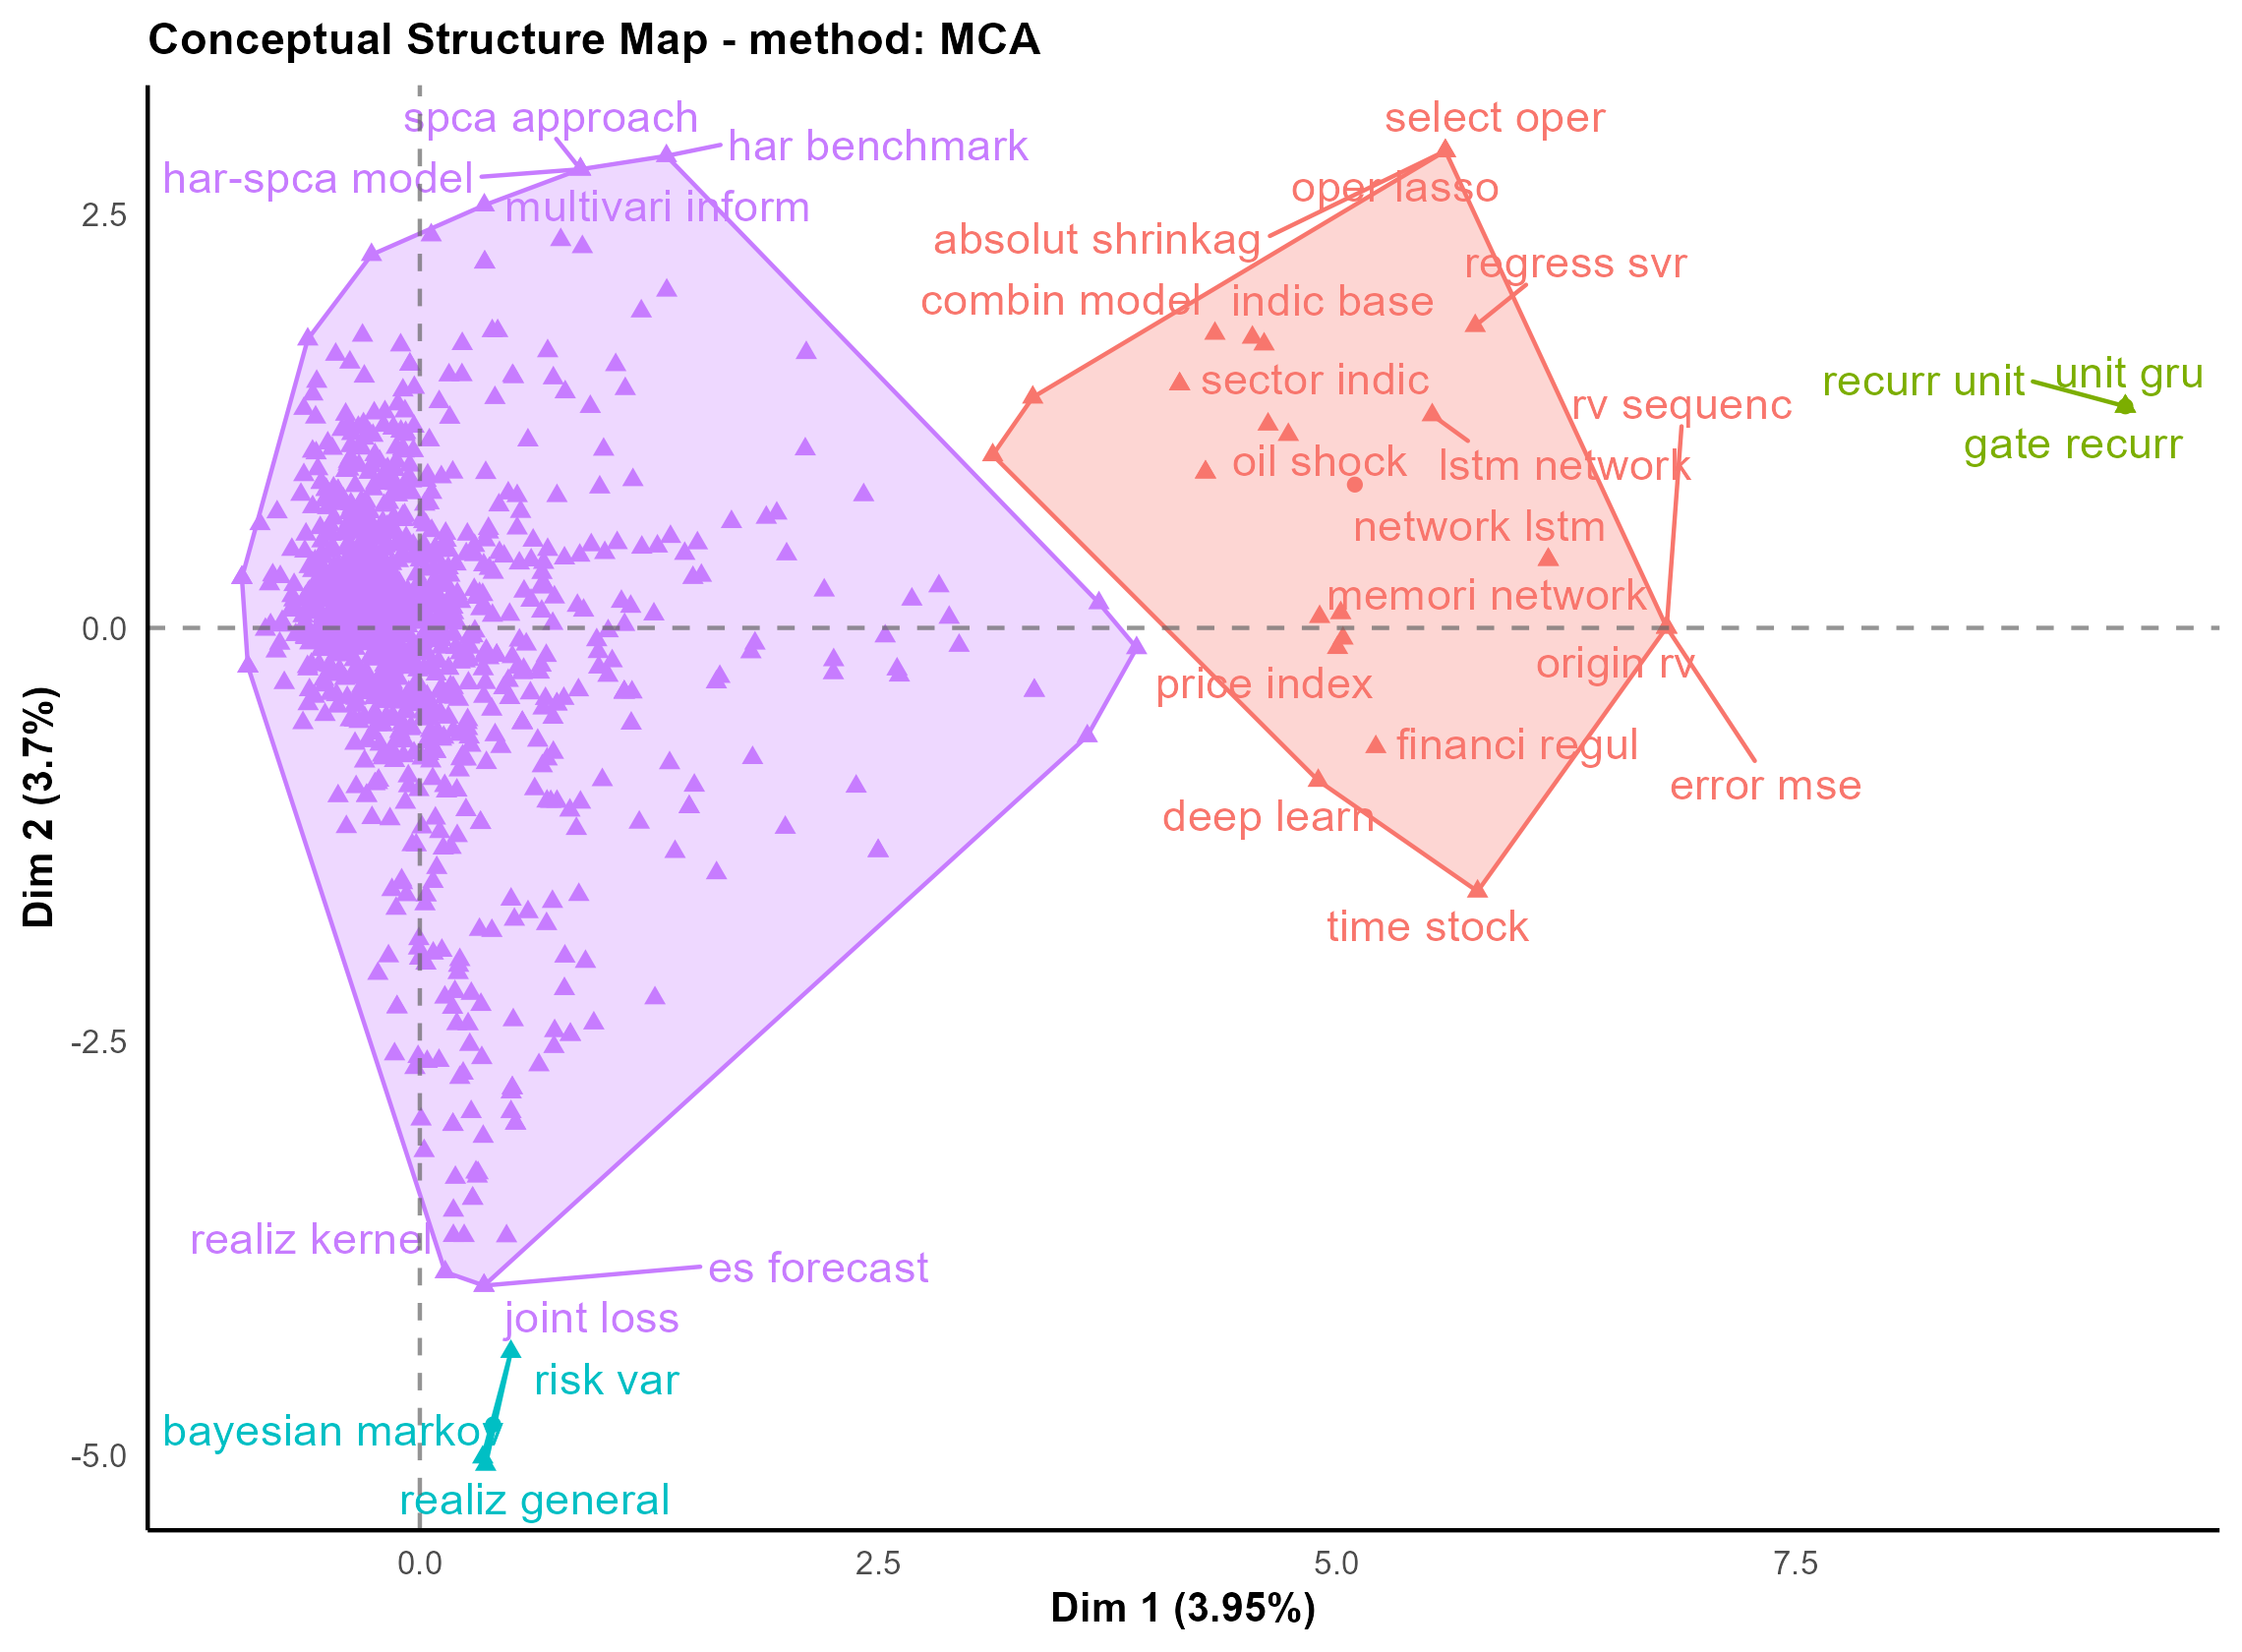 Conceptual Structure Map - method: MCA
spca approach
select oper
har benchmark
har-spca model
oper lasso
multivari inform
2.5
absolut shrinkag
regress svr
combin model
indic base
sector indic
recurr unit
unit gru
rv sequenc
gate recurr
oil shock
lstm network
network lstm
memori network
0.0
origin rv
price index
financi regul
error mse
deep learn
time stock
Dim 2 (3.7%)
-2.5
realiz kernel
es forecast
joint loss
risk var
bayesian markov
-5.0
realiz general
0.0
2.5
5.0
7.5
Dim 1 (3.95%)